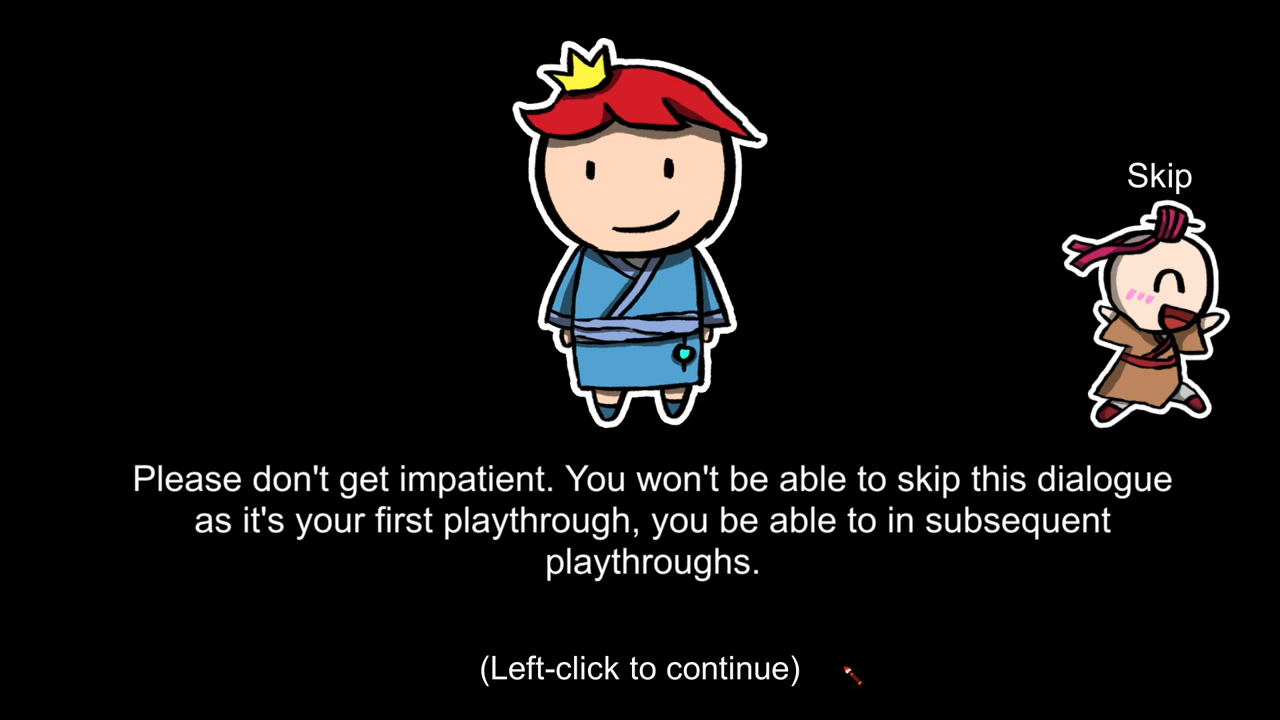 Skip
Please don't get impatient. You won't be able to skip this dialogue
as it's your first playthrough, you be able to in subsequent
playthroughs.
(Left-click to continue)